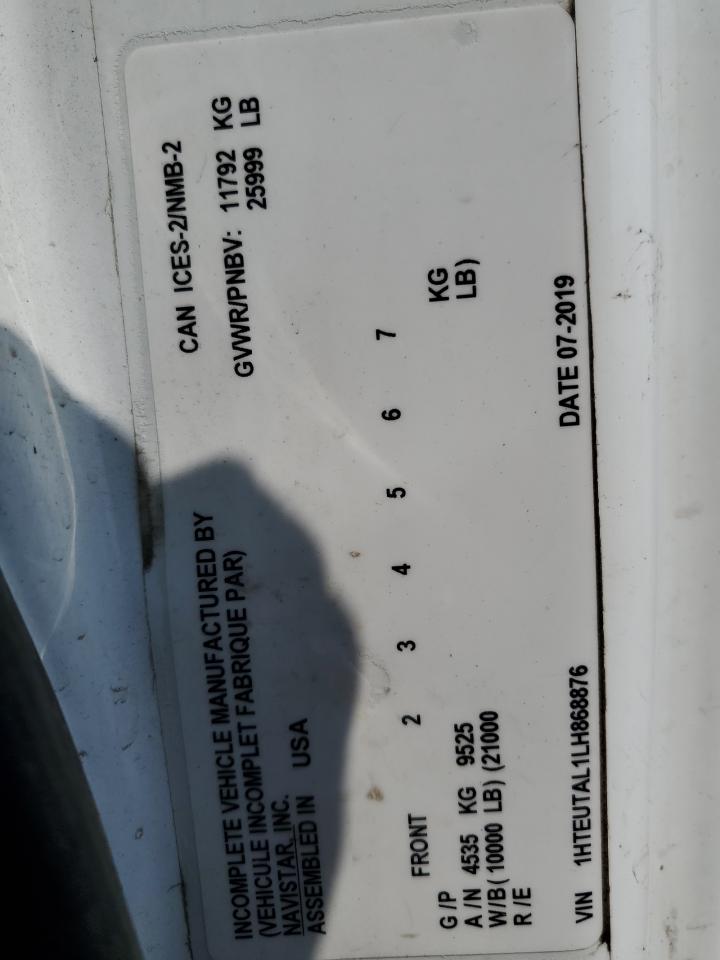 INCOMPLETE VEHICLE MANUFACTURED BY
(VEHICULE INCOMPLET FABRIQUE PAR)
NAVISTAR, INC.
ASSEMBLED IN USA
CAN ICES-2/NMB-2
GVWR/PNBV: 11792 KG
25999 LB
FRONT 2 3 4 5 6 7
G /P
A /N 4535 KG 9525 KG
W/B( 10000 LB) (21000 LB)
R /E
VIN 1HTEUTAL1LH868876 DATE 07-2019